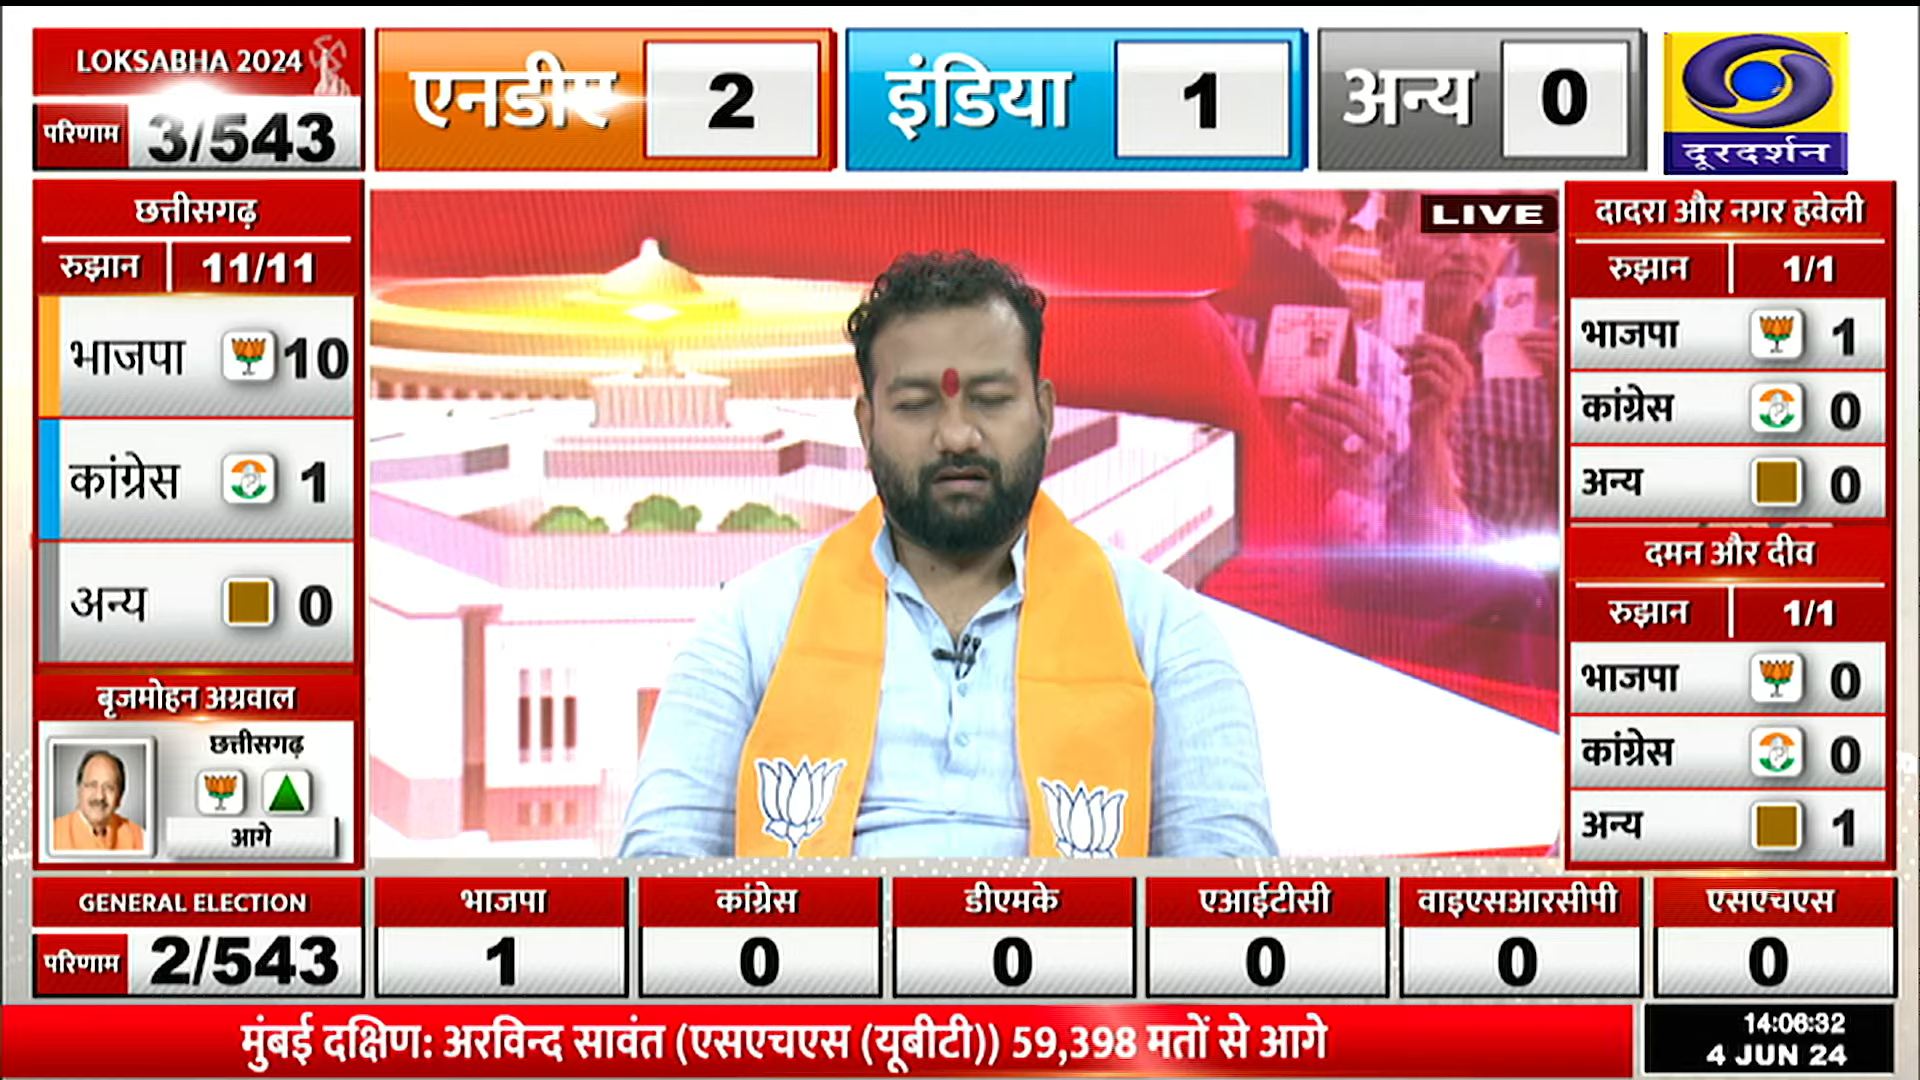 LOKSABHA 2024
परिणाम 3/543
एनडीए 2
इंडिया 1
अन्य 0
दूरदर्शन
छत्तीसगढ़
रुझान 11/11
भाजपा 10
कांग्रेस 1
अन्य 0
बृजमोहन अग्रवाल
छत्तीसगढ़
आगे
LIVE
दादरा और नगर हवेली
रुझान 1/1
भाजपा 1
कांग्रेस 0
अन्य 0
दमन और दीव
रुझान 1/1
भाजपा 0
कांग्रेस 0
अन्य 1
GENERAL ELECTION
परिणाम 2/543
भाजपा 1
कांग्रेस 0
डीएमके 0
एआईटीसी 0
वाइएसआरसीपी 0
एसएचएस 0
मुंबई दक्षिण: अरविन्द सावंत (एसएचएस (यूबीटी)) 59,398 मतों से आगे
14:06:32
4 JUN 24